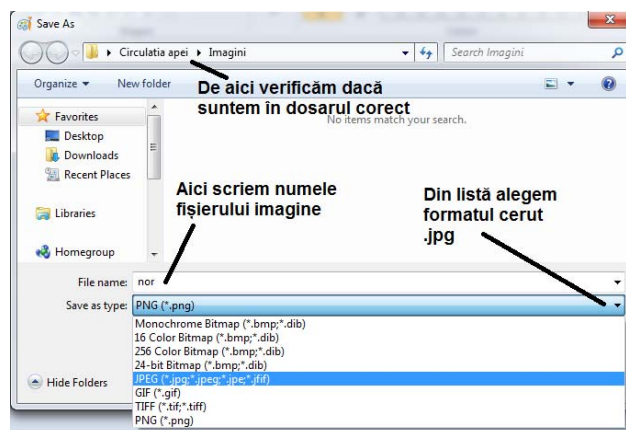 Save As
Circulatia apei ▸ Imagini
Search Imagini
Organize
New folder
De aici verificăm dacă
suntem în dosarul corect
No items match your search.
Favorites
Desktop
Downloads
Recent Places
Libraries
Homegroup
Aici scriem numele
fișierului imagine
Din listă alegem
formatul cerut
.jpg
File name: nor
Save as type: PNG (*.png)
Monochrome Bitmap (*.bmp;*.dib)
16 Color Bitmap (*.bmp;*.dib)
256 Color Bitmap (*.bmp;*.dib)
24-bit Bitmap (*.bmp;*.dib)
JPEG (*.jpg;*.jpeg;*.jpe;*.jfif)
GIF (*.gif)
TIFF (*.tif;*.tiff)
PNG (*.png)
Hide Folders